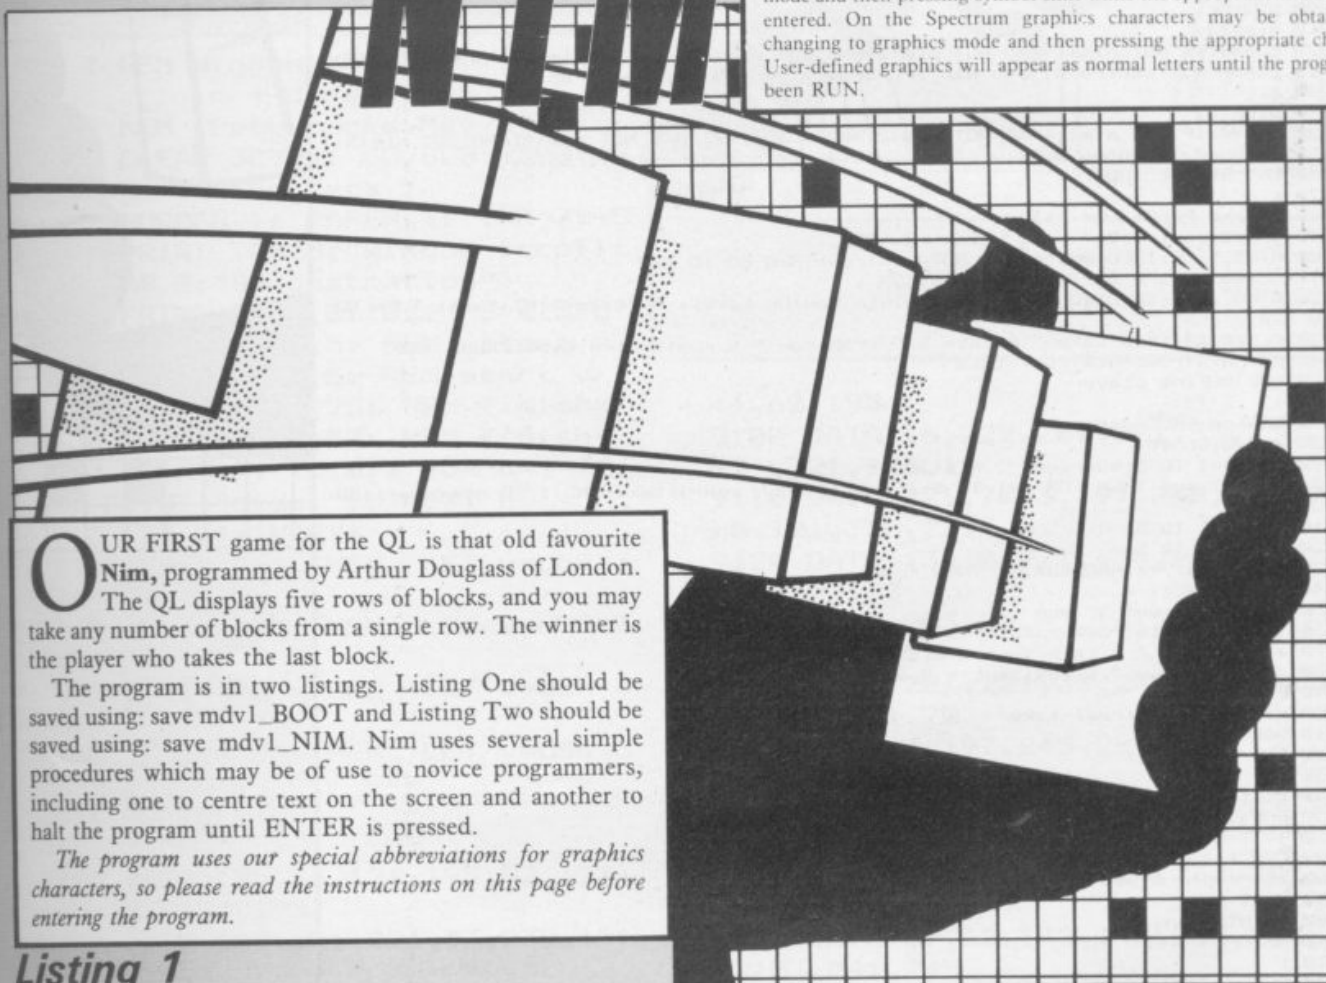 entered. On the Spectrum graphics characters may be obta
changing to graphics mode and then pressing the appropriate ch
User-defined graphics will appear as normal letters until the prog
been RUN.
OUR FIRST game for the QL is that old favourite
Nim, programmed by Arthur Douglass of London.
The QL displays five rows of blocks, and you may
take any number of blocks from a single row. The winner is
the player who takes the last block.
The program is in two listings. Listing One should be
saved using: save mdv1_BOOT and Listing Two should be
saved using: save mdv1_NIM. Nim uses several simple
procedures which may be of use to novice programmers,
including one to centre text on the screen and another to
halt the program until ENTER is pressed.
The program uses our special abbreviations for graphics
characters, so please read the instructions on this page before
entering the program.
Listing 1